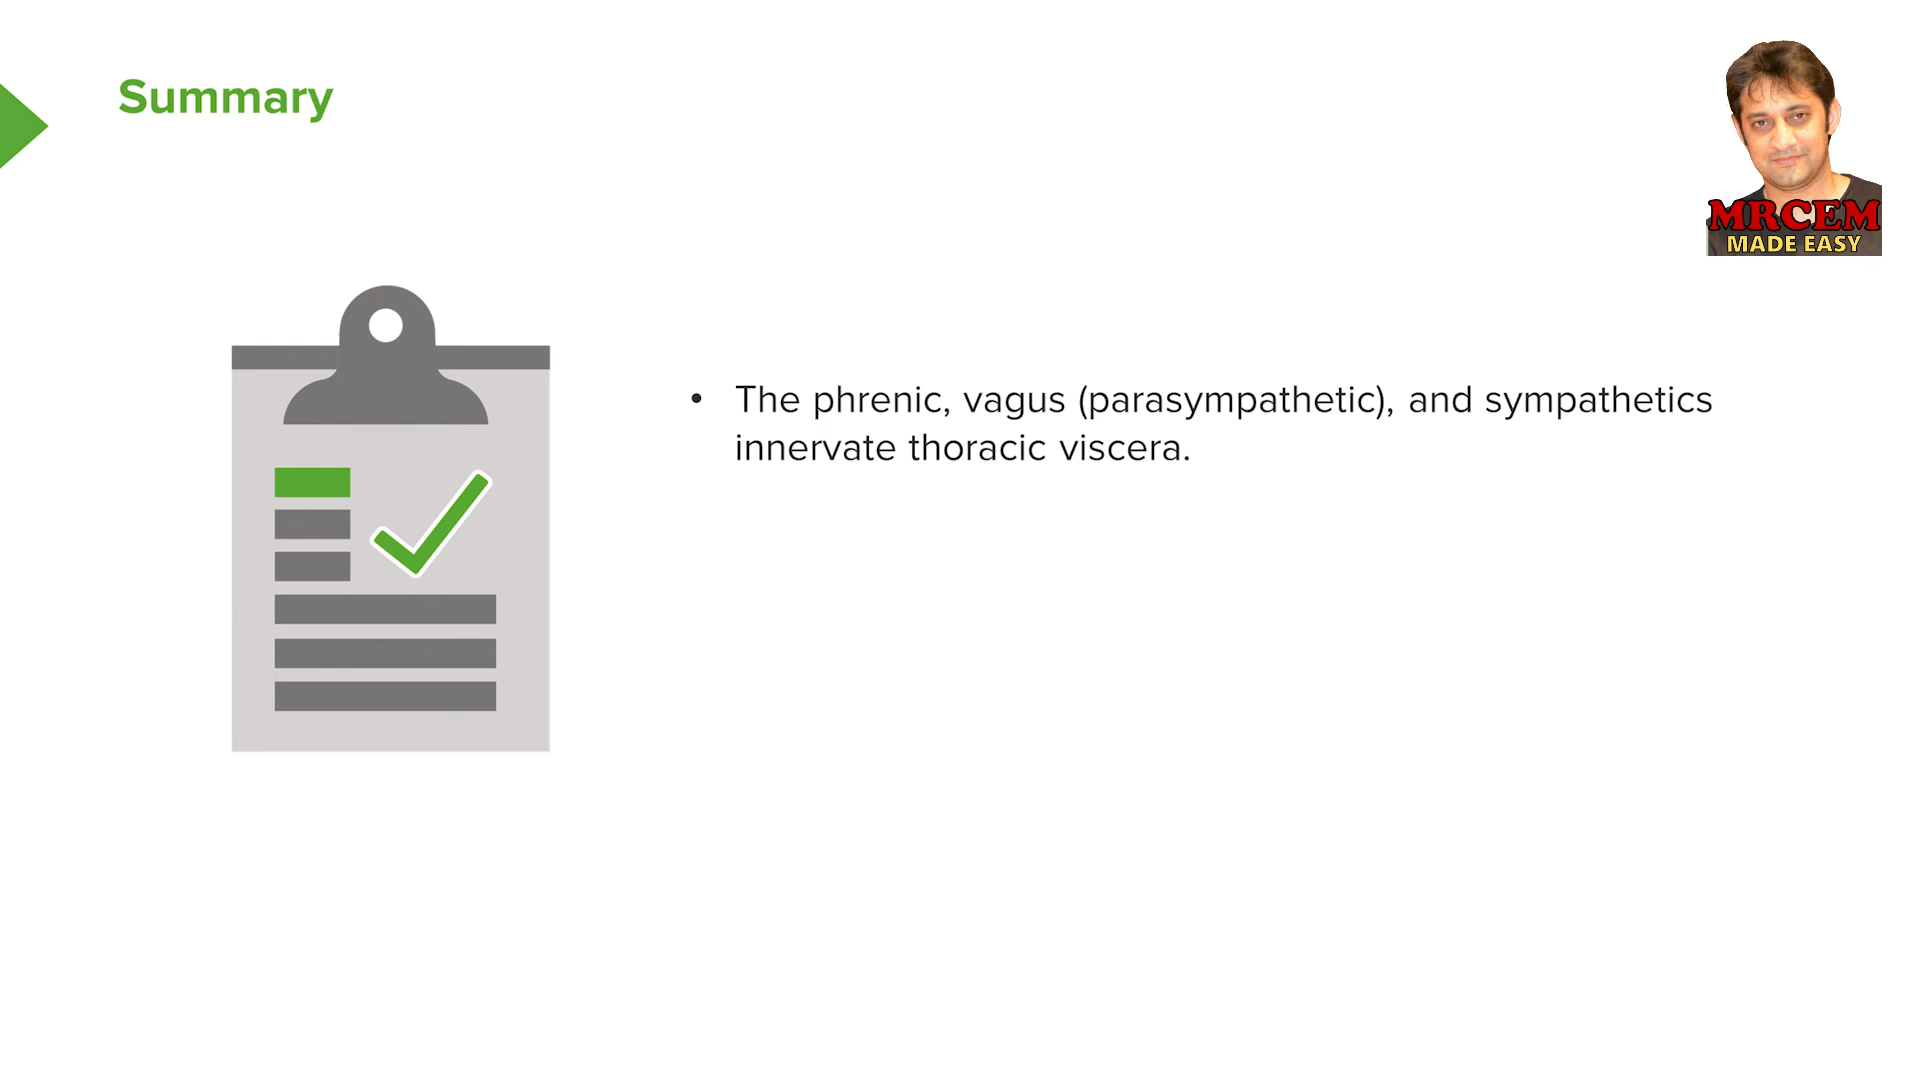 Summary
MRCEM
MADE EASY
• The phrenic, vagus (parasympathetic), and sympathetics
innervate thoracic viscera.